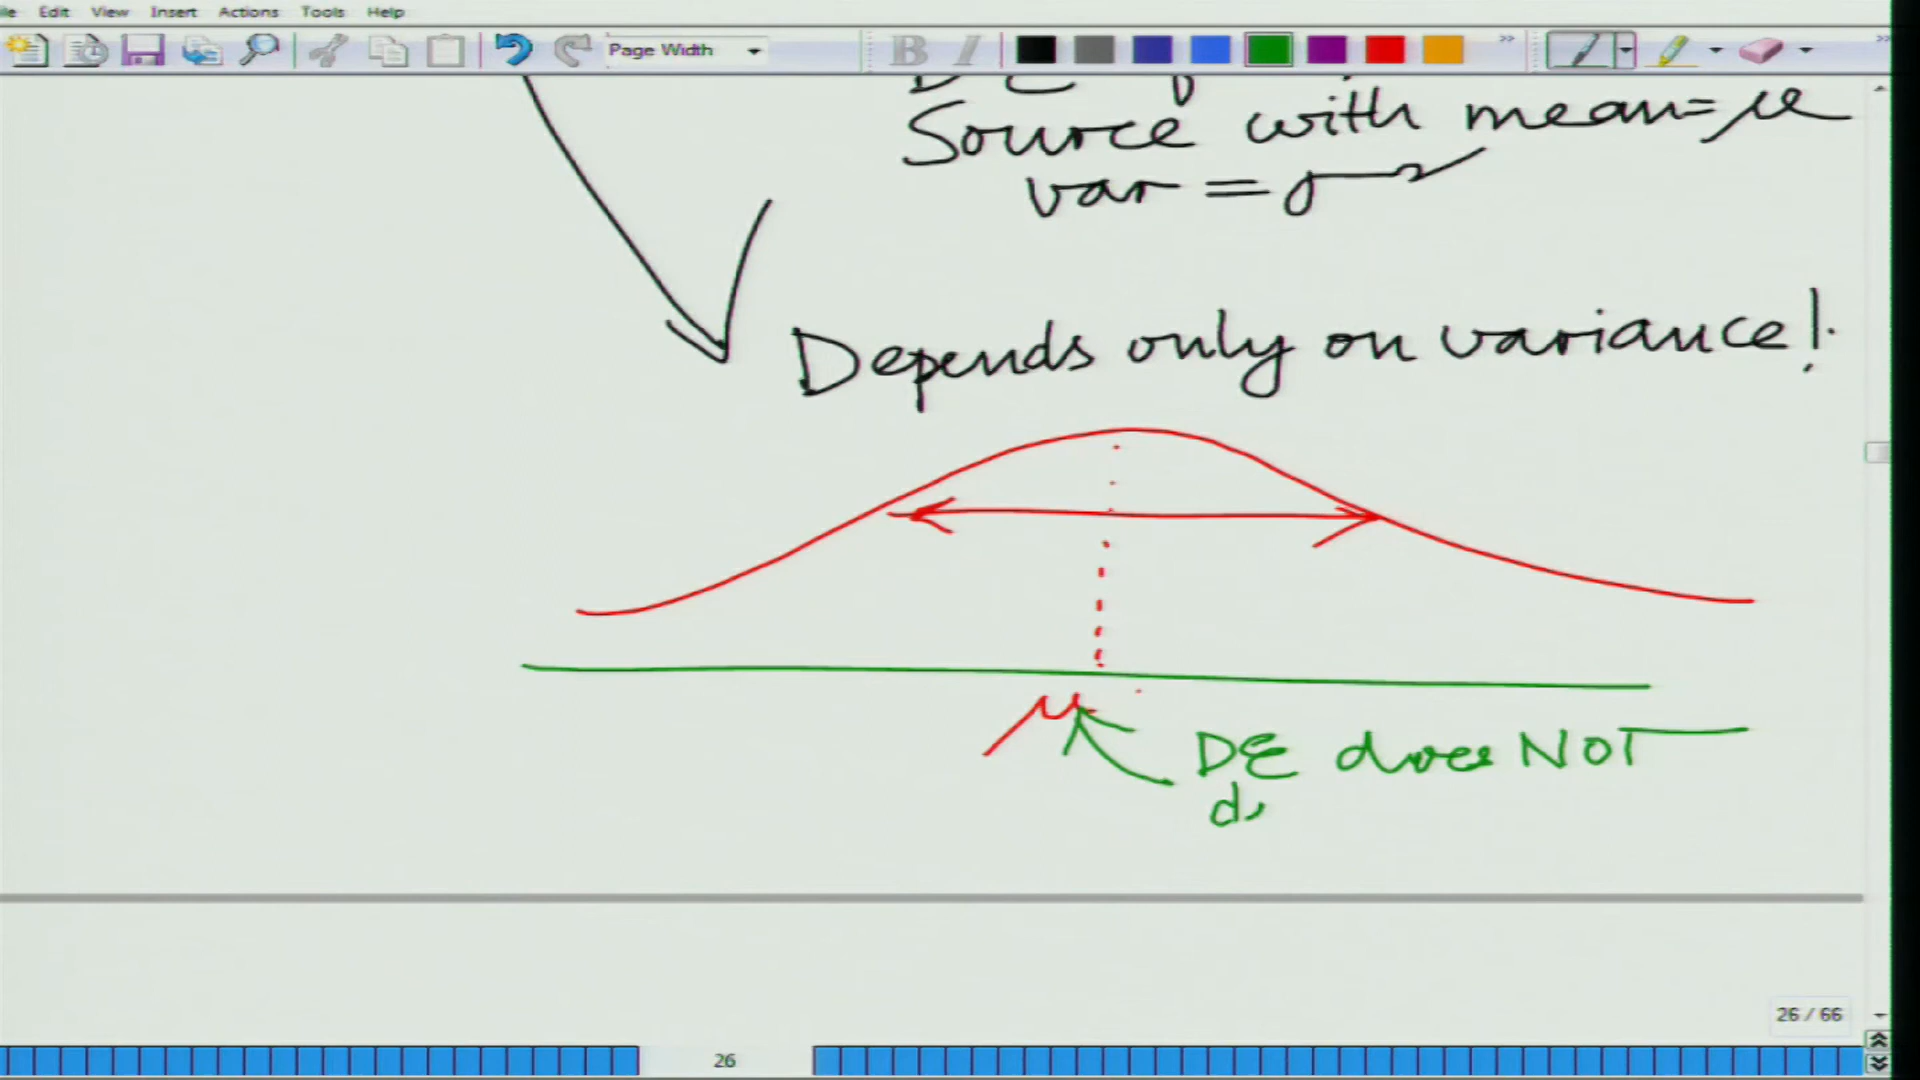 Edit View Insert Actions Tools Help
Page Width
B I
Source with mean=μ
var = σ²
Depends only on variance!
μ
DE does NOT
26 / 66
26